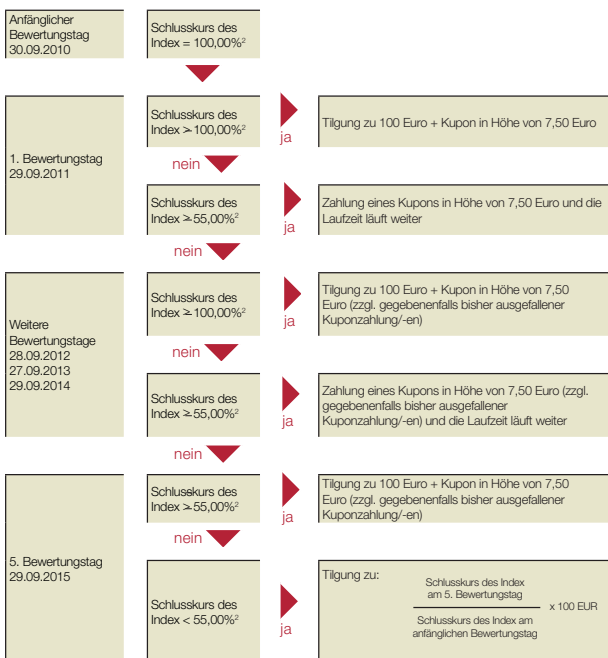 Anfänglicher
Bewertungstag
30.09.2010
Schlusskurs des
Index = 100,00%²
1. Bewertungstag
29.09.2011
Schlusskurs des
Index ≥ 100,00%²
ja
Tilgung zu 100 Euro + Kupon in Höhe von 7,50 Euro
nein
Schlusskurs des
Index ≥ 55,00%²
ja
Zahlung eines Kupons in Höhe von 7,50 Euro und die
Laufzeit läuft weiter
nein
Weitere
Bewertungstage
28.09.2012
27.09.2013
29.09.2014
Schlusskurs des
Index ≥ 100,00%²
ja
Tilgung zu 100 Euro + Kupon in Höhe von 7,50
Euro (zzgl. gegebenenfalls bisher ausgefallener
Kuponzahlung/-en)
nein
Schlusskurs des
Index ≥ 55,00%²
ja
Zahlung eines Kupons in Höhe von 7,50 Euro (zzgl.
gegebenenfalls bisher ausgefallener
Kuponzahlung/-en) und die Laufzeit läuft weiter
nein
5. Bewertungstag
29.09.2015
Schlusskurs des
Index ≥ 55,00%²
ja
Tilgung zu 100 Euro + Kupon in Höhe von 7,50
Euro (zzgl. gegebenenfalls bisher ausgefallener
Kuponzahlung/-en)
nein
Schlusskurs des
Index < 55,00%²
ja
Tilgung zu:
Schlusskurs des Index
am 5. Bewertungstag
x 100 EUR
Schlusskurs des Index am
anfänglichen Bewertungstag